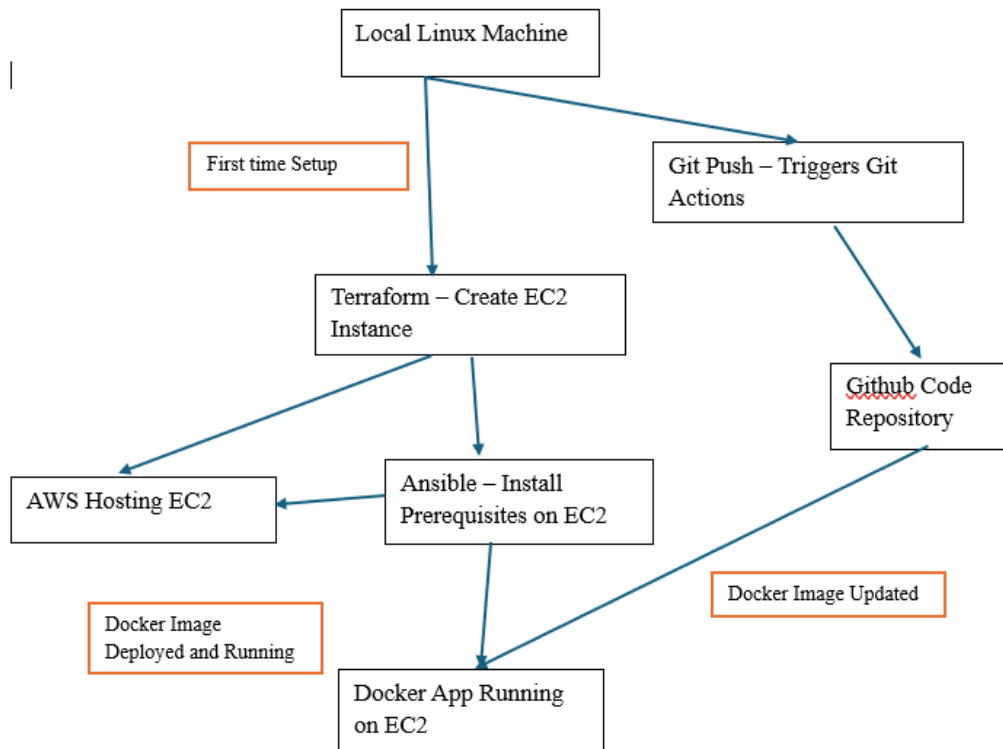 Local Linux Machine
First time Setup
Git Push – Triggers Git
Actions
Terraform – Create EC2
Instance
Github Code
Repository
AWS Hosting EC2
Ansible – Install
Prerequisites on EC2
Docker Image Updated
Docker Image
Deployed and Running
Docker App Running
on EC2